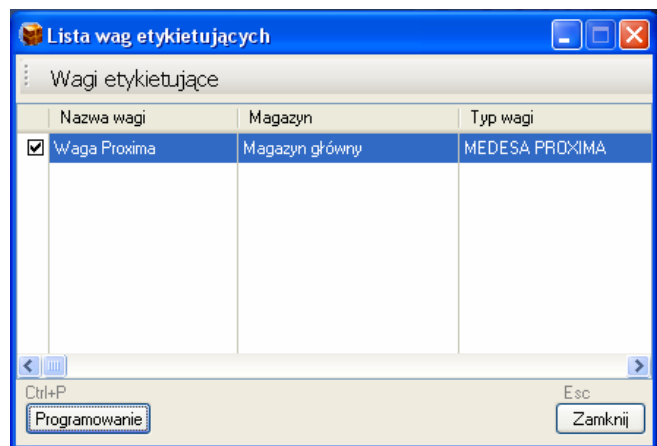 Lista wag etykietujących
Wagi etykietujące
Nazwa wagi Magazyn Typ wagi
Waga Proxima Magazyn główny MEDESA PROXIMA
Ctrl+P Esc
Programowanie Zamknij